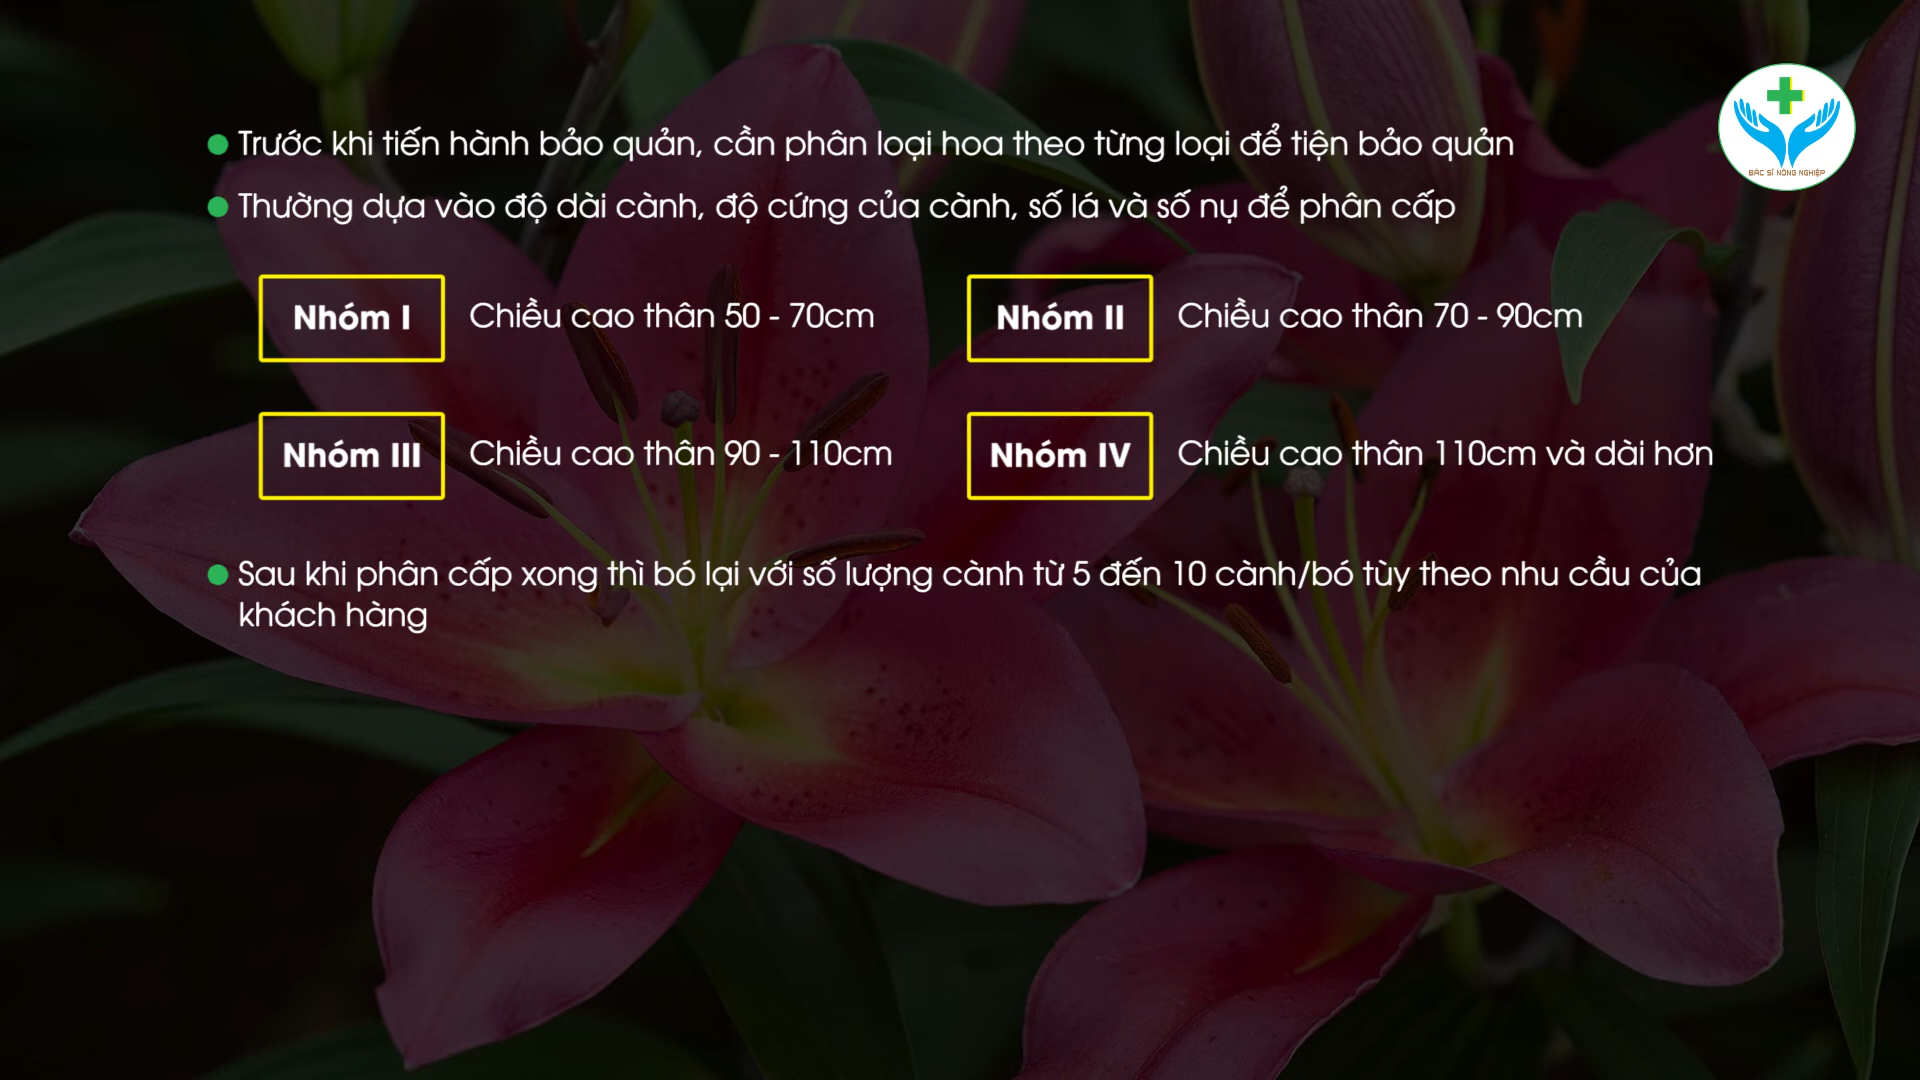 Trước khi tiến hành bảo quản, cần phân loại hoa theo từng loại để tiện bảo quản
Thường dựa vào độ dài cành, độ cứng của cành, số lá và số nụ để phân cấp
Nhóm I Chiều cao thân 50 - 70cm
Nhóm II Chiều cao thân 70 - 90cm
Nhóm III Chiều cao thân 90 - 110cm
Nhóm IV Chiều cao thân 110cm và dài hơn
Sau khi phân cấp xong thì bó lại với số lượng cành từ 5 đến 10 cành/bó tùy theo nhu cầu của
khách hàng
BÁC SĨ NÔNG NGHIỆP